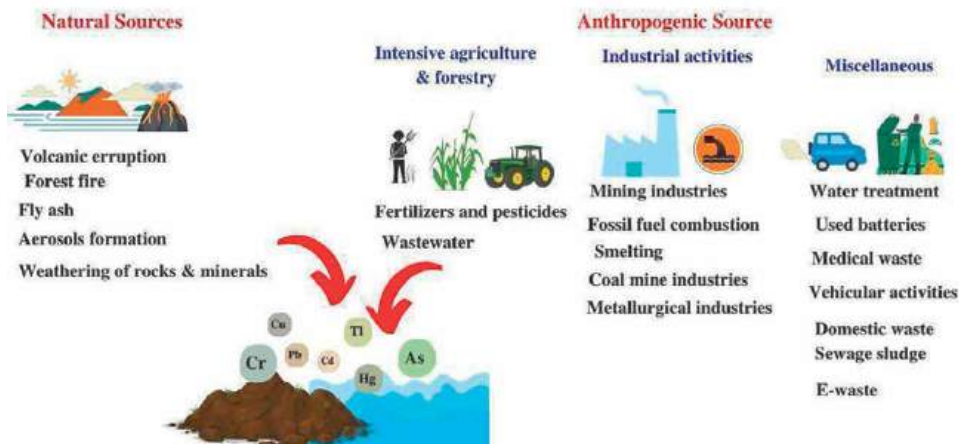 Natural Sources
Volcanic erruption
Forest fire
Fly ash
Aerosols formation
Weathering of rocks & minerals
Anthropogenic Source
Intensive agriculture
& forestry
Fertilizers and pesticides
Wastewater
Industrial activities
Mining industries
Fossil fuel combustion
Smelting
Coal mine industries
Metallurgical industries
Miscellaneous
Water treatment
Used batteries
Medical waste
Vehicular activities
Domestic waste
Sewage sludge
E-waste
Cu
Tl
Cr
Pb
Cd
Hg
As